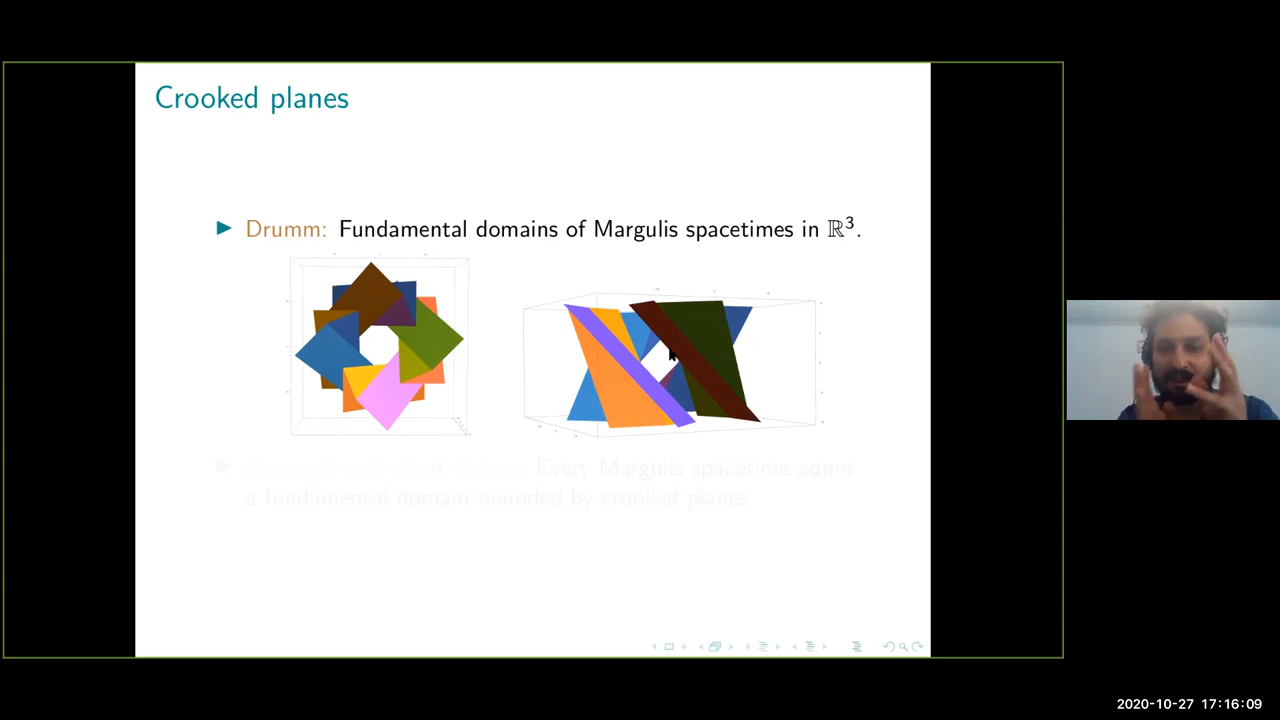 Crooked planes
Drumm: Fundamental domains of Margulis spacetimes in ℝ³.
Every Margulis spacetime admit
a fundamental domain bounded by crooked planes.
2020-10-27 17:16:09